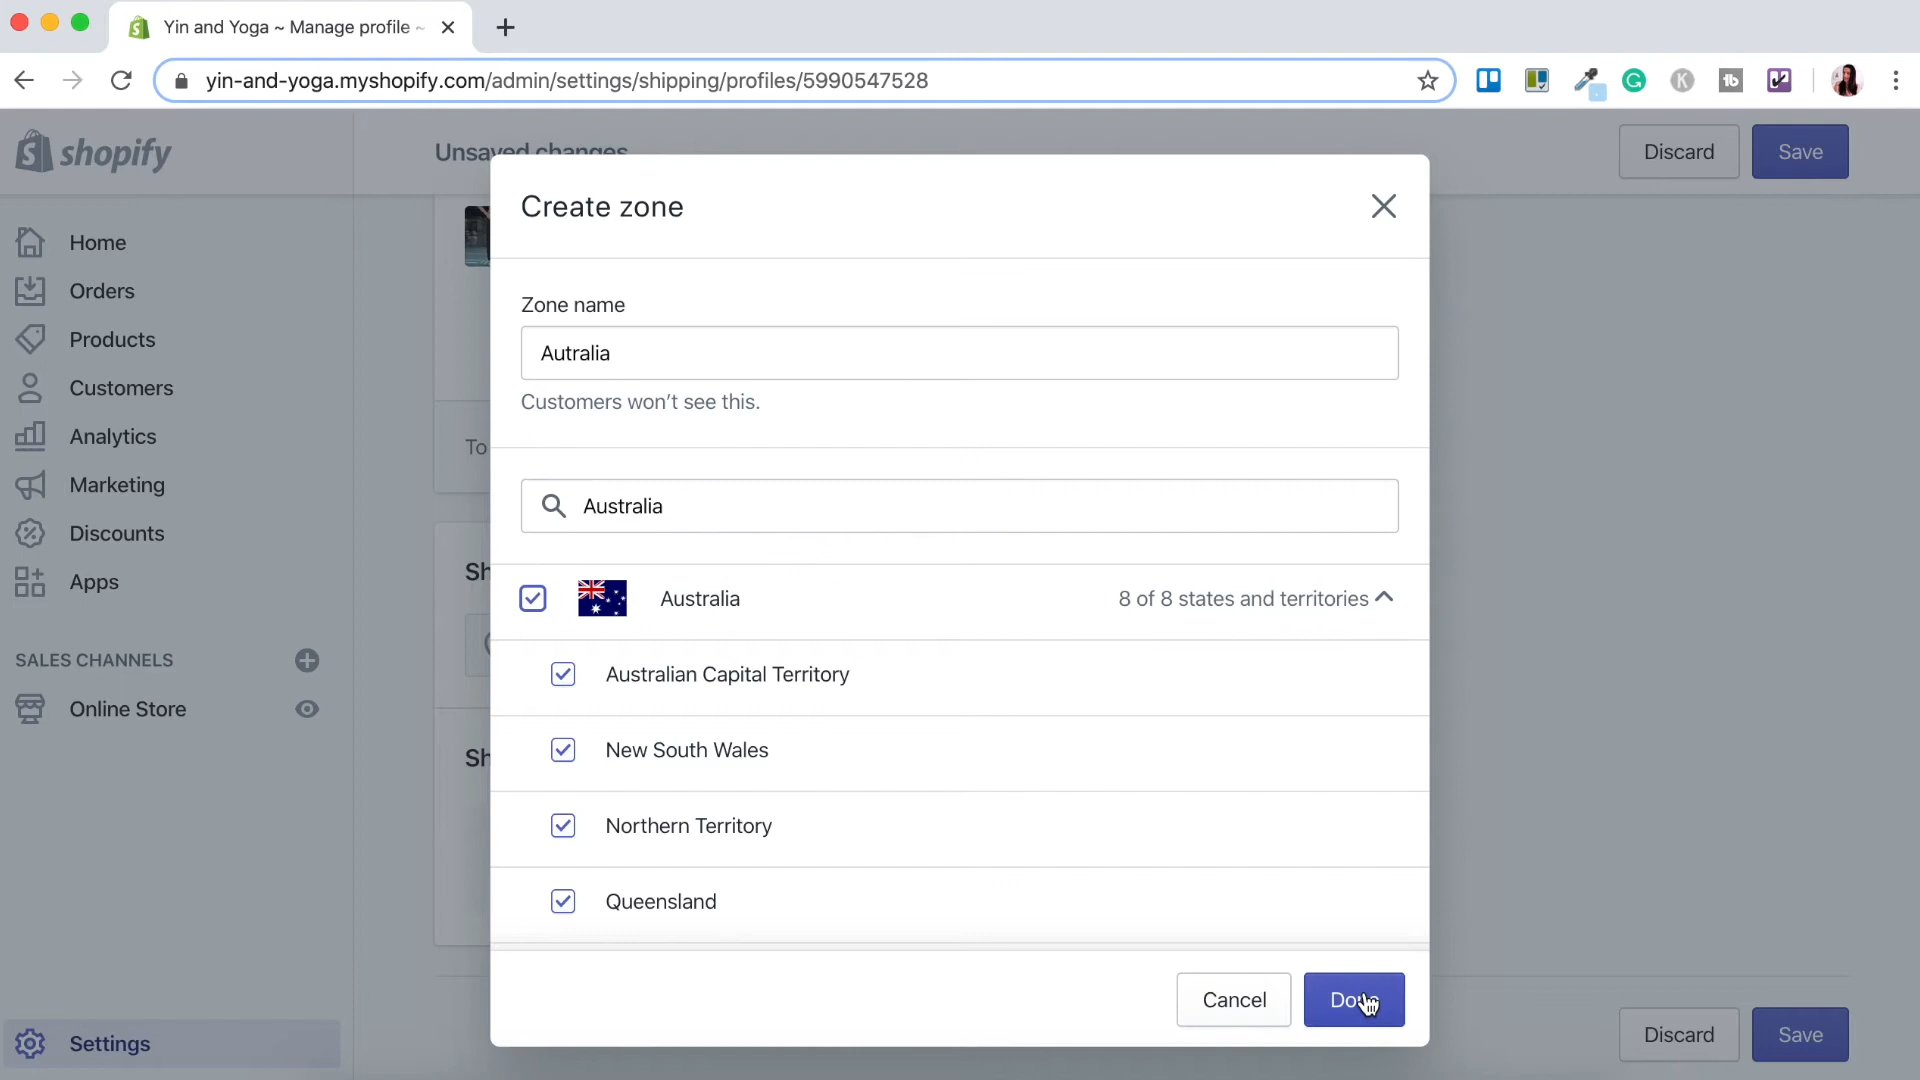 Yin and Yoga ~ Manage profile ~
yin-and-yoga.myshopify.com/admin/settings/shipping/profiles/5990547528
shopify
Unsaved changes
Discard
Save
Home
Orders
Products
Customers
Analytics
Marketing
Discounts
Apps
SALES CHANNELS
Online Store
Settings
To
Sh
Sh
Create zone
Zone name
Autralia
Customers won't see this.
Australia
Australia
8 of 8 states and territories
Australian Capital Territory
New South Wales
Northern Territory
Queensland
Cancel
Done
Discard
Save